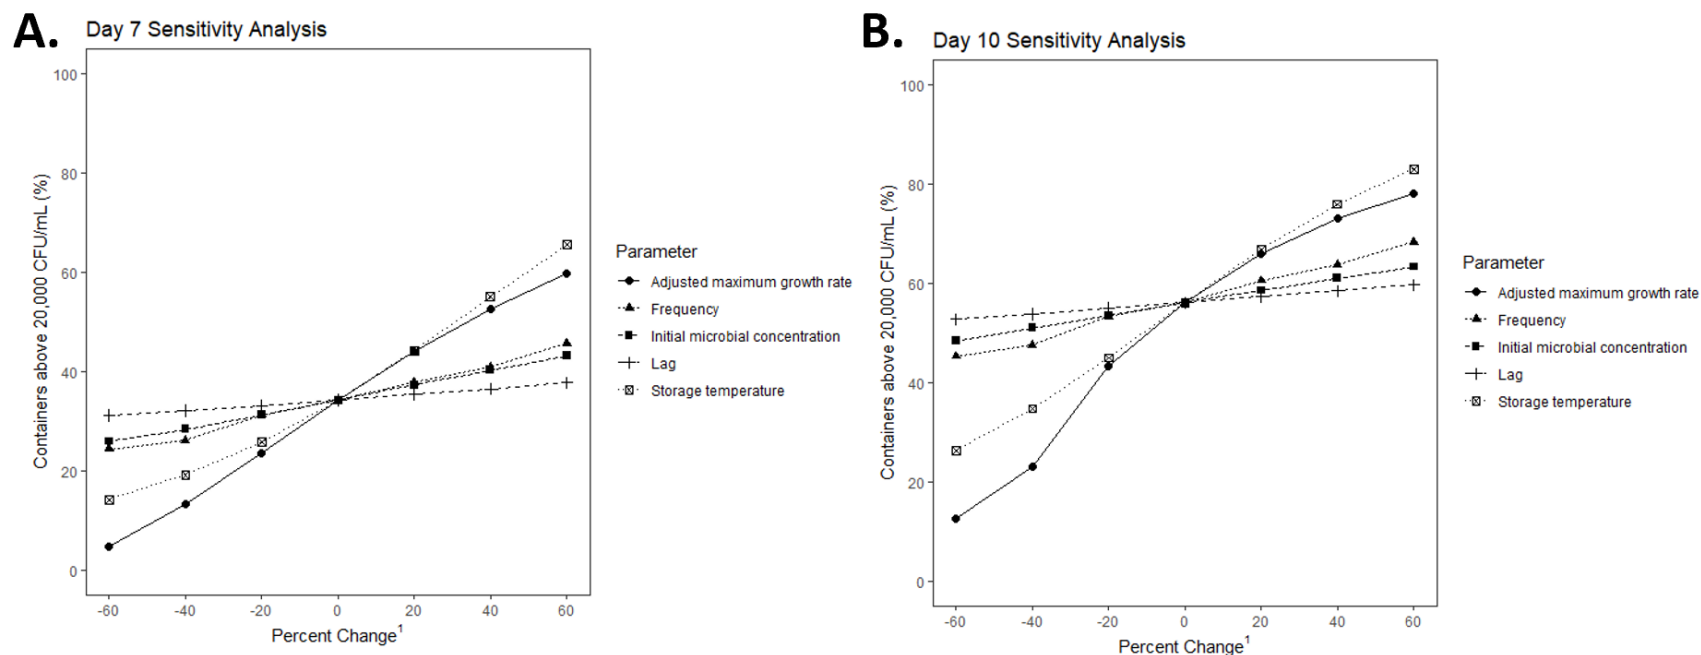 A.
Day 7 Sensitivity Analysis
Containers above 20,000 CFU/mL (%)
100
80
60
40
20
0
-60 -40 -20 0 20 40 60
Percent Change1
Parameter
Adjusted maximum growth rate
Frequency
Initial microbial concentration
Lag
Storage temperature
B.
Day 10 Sensitivity Analysis
Containers above 20,000 CFU/mL (%)
100
80
60
40
20
0
-60 -40 -20 0 20 40 60
Percent Change1
Parameter
Adjusted maximum growth rate
Frequency
Initial microbial concentration
Lag
Storage temperature